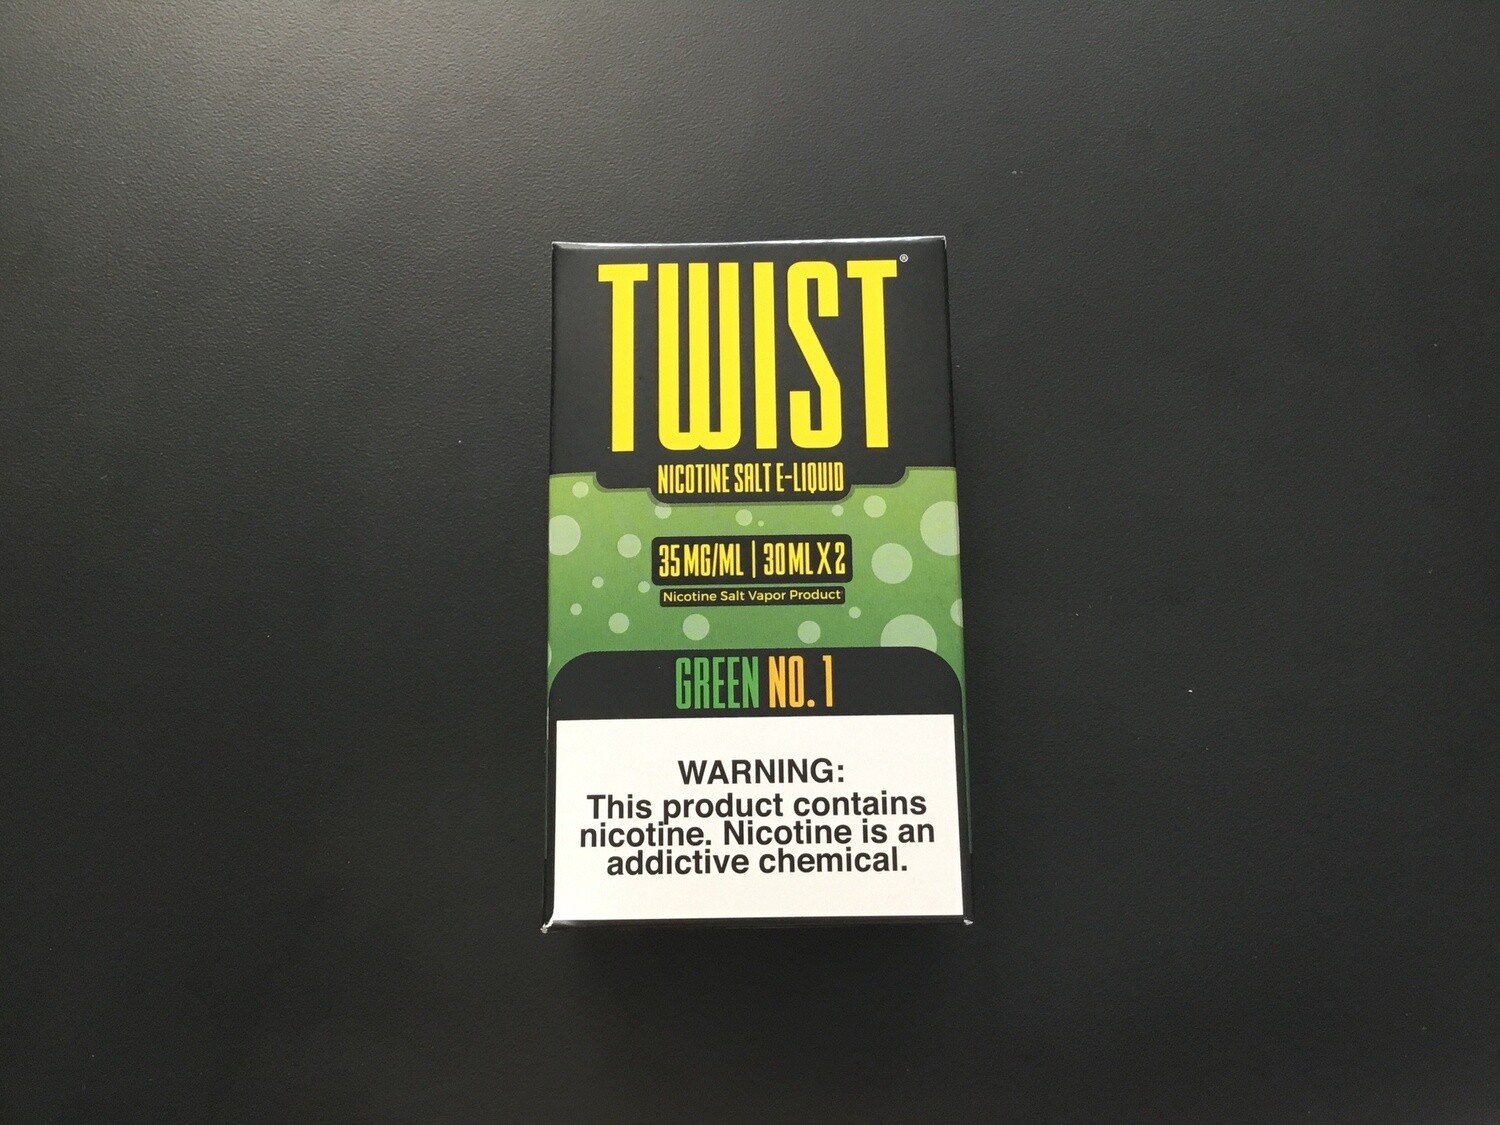 TWIST®
NICOTINE SALT E-LIQUID
35 MG/ML | 30 ML X 2
Nicotine Salt Vapor Product
GREEN NO. 1
WARNING:
This product contains
nicotine. Nicotine is an
addictive chemical.